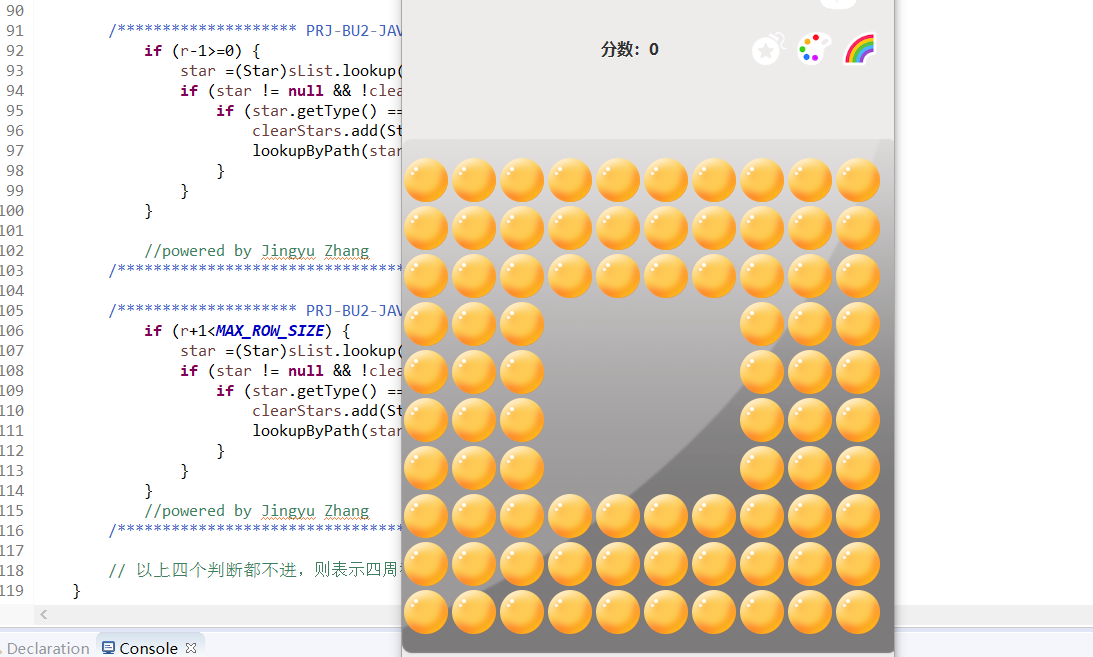 90
91 /******************** PRJ-BU2-JAV
92 if (r-1>=0) {
93 star =(Star)sList.lookup(
94 if (star != null && !clea
95 if (star.getType() ==
96 clearStars.add(St
97 lookupByPath(star
98 }
99 }
100 }
101
102 //powered by Jingyu Zhang
103 /********************************
104
105 /******************** PRJ-BU2-JAV
106 if (r+1<MAX_ROW_SIZE) {
107 star =(Star)sList.lookup(
108 if (star != null && !clea
109 if (star.getType() ==
110 clearStars.add(St
111 lookupByPath(star
112 }
113 }
114 }
115 //powered by Jingyu Zhang
116 /********************************
117
118 // 以上四个判断都不进，则表示四周
119 }
分数：0
Declaration Console